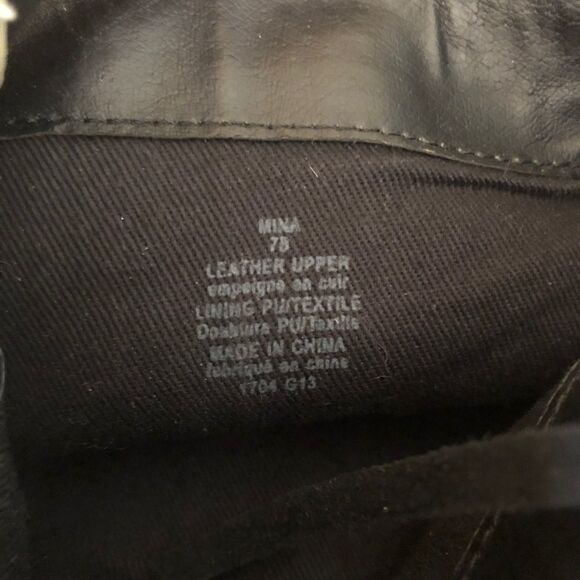 MINA
7B
LEATHER UPPER
empeigne en cuir
LINING PU/TEXTILE
Doublure PU/Textile
MADE IN CHINA
fabriqué en chine
1704 G13